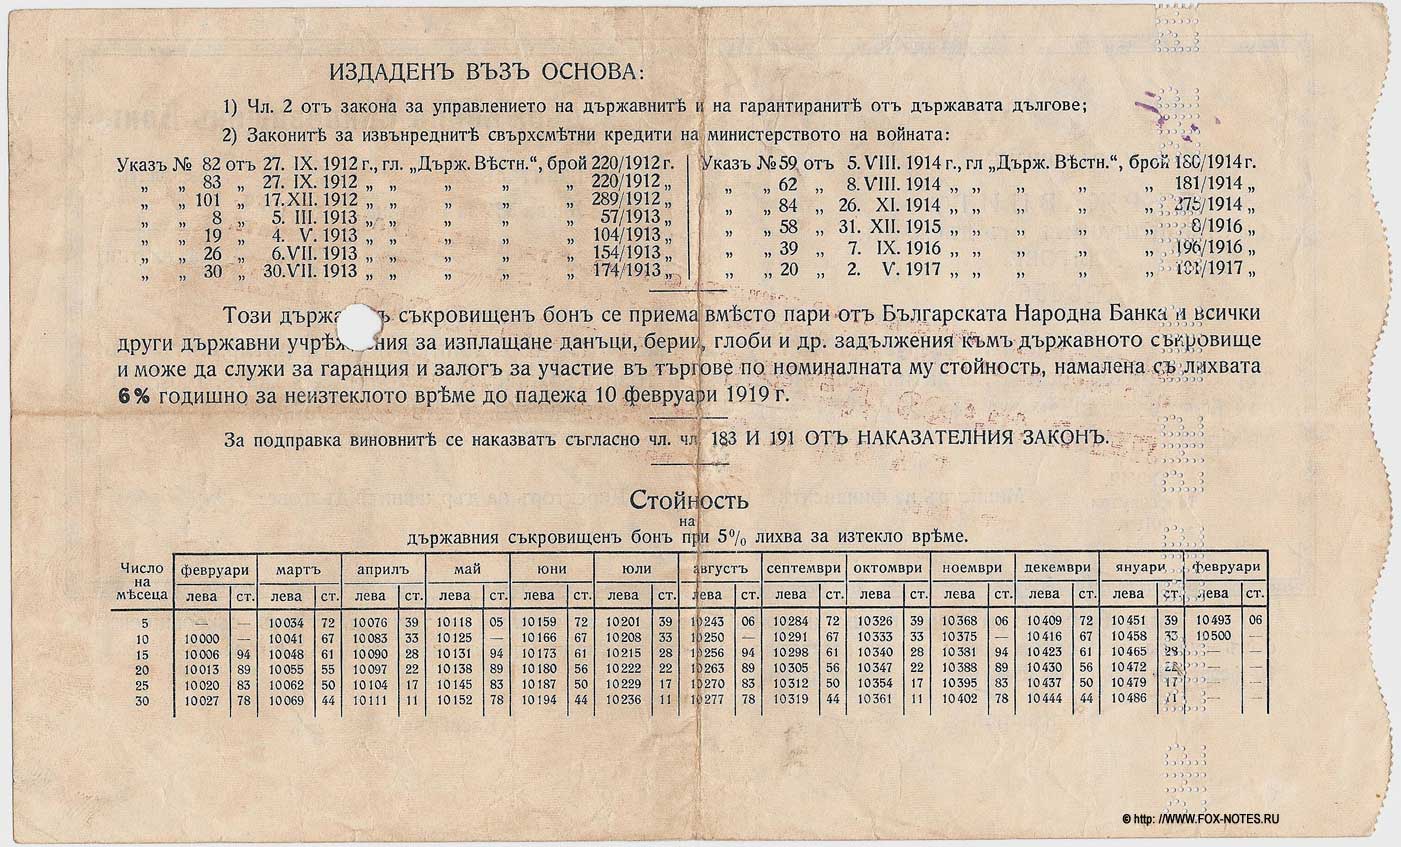 ИЗДАДЕНЪ ВЪЗЪ ОСНОВА:
1) Чл. 2 отъ закона за управлението на държавнитѣ и на гарантиранитѣ отъ държавата дългове;
2) Законитѣ за извънреднитѣ свърхсмѣтни кредити на министерството на войната:
Указъ № 82 отъ 27. IX. 1912 г., гл. „Държ. Вѣстн.“, брой 220/1912 г.
„ „ 83 „ 27. IX. 1912 „ „ „ „ „ 220/1912 „
„ „ 101 „ 17. XII. 1912 „ „ „ „ „ 289/1912 „
„ „ 8 „ 5. III. 1913 „ „ „ „ „ 57/1913 „
„ „ 19 „ 4. V. 1913 „ „ „ „ „ 104/1913 „
„ „ 26 „ 6. VII. 1913 „ „ „ „ „ 154/1913 „
„ „ 30 „ 30. VII. 1913 „ „ „ „ „ 174/1913 „
Указъ № 59 отъ 5. VIII. 1914 г., гл „Държ. Вѣстн.“, брой 180/1914 г.
„ „ 62 „ 8. VIII. 1914 „ „ „ „ „ 181/1914 „
„ „ 84 „ 26. XI. 1914 „ „ „ „ „ 275/1914 „
„ „ 58 „ 31. XII. 1915 „ „ „ „ „ 8/1916 „
„ „ 39 „ 7. IX. 1916 „ „ „ „ „ 196/1916 „
„ „ 20 „ 2. V. 1917 „ „ „ „ „ 101/1917 „
Този държа ъ съкровищенъ бонъ се приема вмѣсто пари отъ Българската Народна Банка и всички
други държавни учрѣж ения за изплащане данъци, берии, глоби и др. задължения къмъ държавното съкровище
и може да служи за гаранция и залогъ за участие въ търгове по номиналната му стойность, намалена съ лихвата
6% годишно за неизтеклото врѣме до падежа 10 февруари 1919 г.
За подправка виновнитѣ се наказватъ съгласно чл. чл. 183 И 191 ОТЪ НАКАЗАТЕЛНИЯ ЗАКОНЪ.
Стойность
на
държавния съкровищенъ бонъ при 5% лихва за изтекло врѣме.
Число на мѣсеца февруари мартъ априлъ май юни юли августъ септември октомври ноември декември януари февруари
лева ст. лева ст. лева ст. лева ст. лева ст. лева ст. лева ст. лева ст. лева ст. лева ст. лева ст. лева ст. лева ст.
5 — — 10034 72 10076 39 10118 05 10159 72 10201 39 10243 06 10284 72 10326 39 10368 06 10409 72 10451 39 10493 06
10 10000 — 10041 67 10083 33 10125 — 10166 67 10208 33 10250 — 10291 67 10333 33 10375 — 10416 67 10458 33 10500 —
15 10006 94 10048 61 10090 28 10131 94 10173 61 10215 28 10256 94 10298 61 10340 28 10381 94 10423 61 10465 28 — —
20 10013 89 10055 55 10097 22 10138 89 10180 56 10222 22 10263 89 10305 56 10347 22 10388 89 10430 56 10472 22 — —
25 10020 83 10062 50 10104 17 10145 83 10187 50 10229 17 10270 83 10312 50 10354 17 10395 83 10437 50 10479 17 — —
30 10027 78 10069 44 10111 11 10152 78 10194 44 10236 11 10277 78 10319 44 10361 11 10402 78 10444 44 10486 11 — —
© http: //WWW.FOX-NOTES.RU